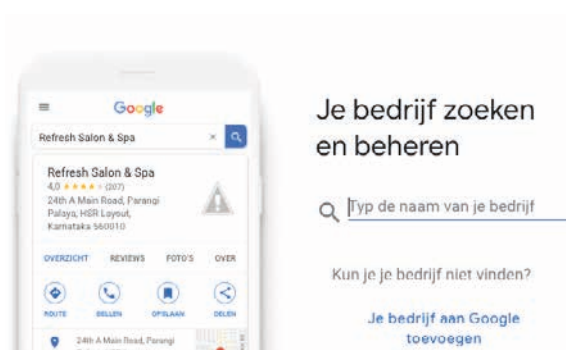 Google
Refresh Salon & Spa ×
Refresh Salon & Spa
4,0 ★★★★ (207)
24th A Main Road, Parangi
Palaya, HSR Layout,
Karnataka 560010
OVERZICHT REVIEWS FOTO'S OVER
ROUTE BELLEN OPSLAAN DELEN
24th A Main Road, Parangi
Je bedrijf zoeken
en beheren
Typ de naam van je bedrijf
Kun je je bedrijf niet vinden?
Je bedrijf aan Google
toevoegen